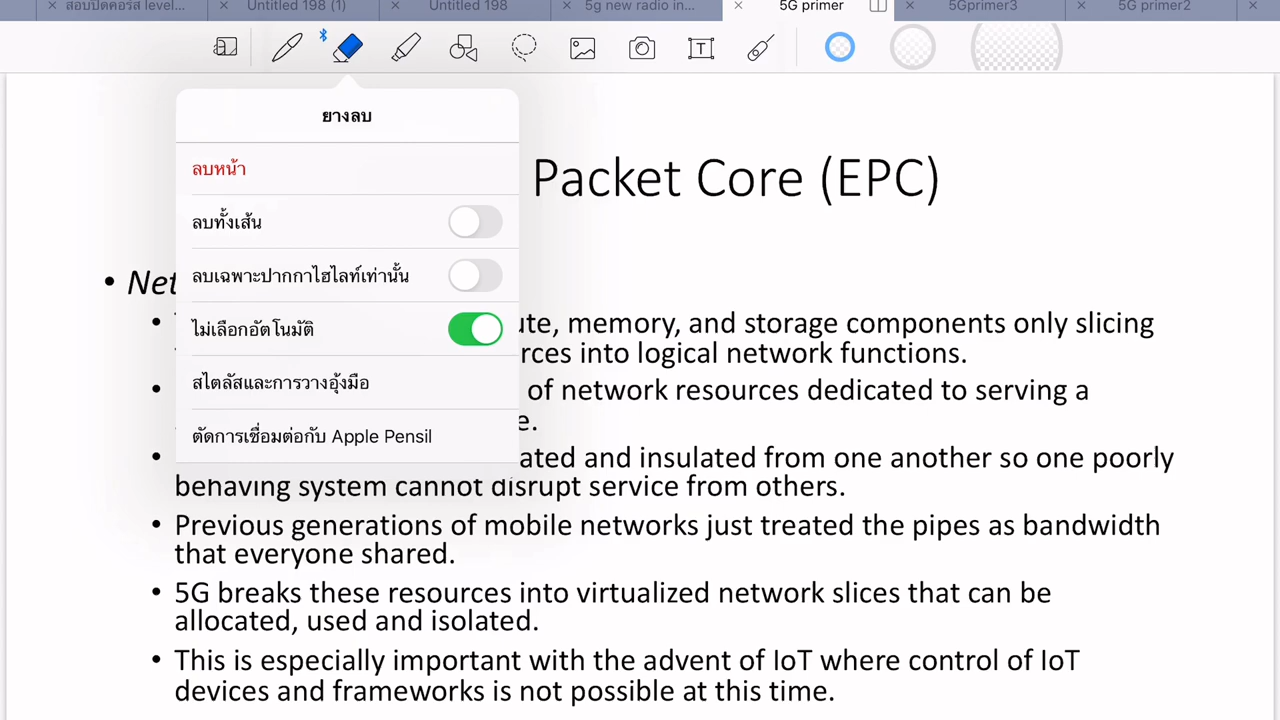 สอบปิดคอร์ส level... Untitled 198 (1) Untitled 198 5g new radio in... 5G primer 5Gprimer3 5G primer2
ยางลบ
ลบหน้า
ลบทั้งเส้น
ลบเฉพาะปากกาไฮไลท์เท่านั้น
ไม่เลือกอัตโนมัติ
สไตลัสและการวางอุ้งมือ
ตัดการเชื่อมต่อกับ Apple Pensil
Packet Core (EPC)
• Net
ute, memory, and storage components only slicing
rces into logical network functions.
• of network resources dedicated to serving a
e.
• ated and insulated from one another so one poorly
behaving system cannot disrupt service from others.
• Previous generations of mobile networks just treated the pipes as bandwidth
that everyone shared.
• 5G breaks these resources into virtualized network slices that can be
allocated, used and isolated.
• This is especially important with the advent of IoT where control of IoT
devices and frameworks is not possible at this time.